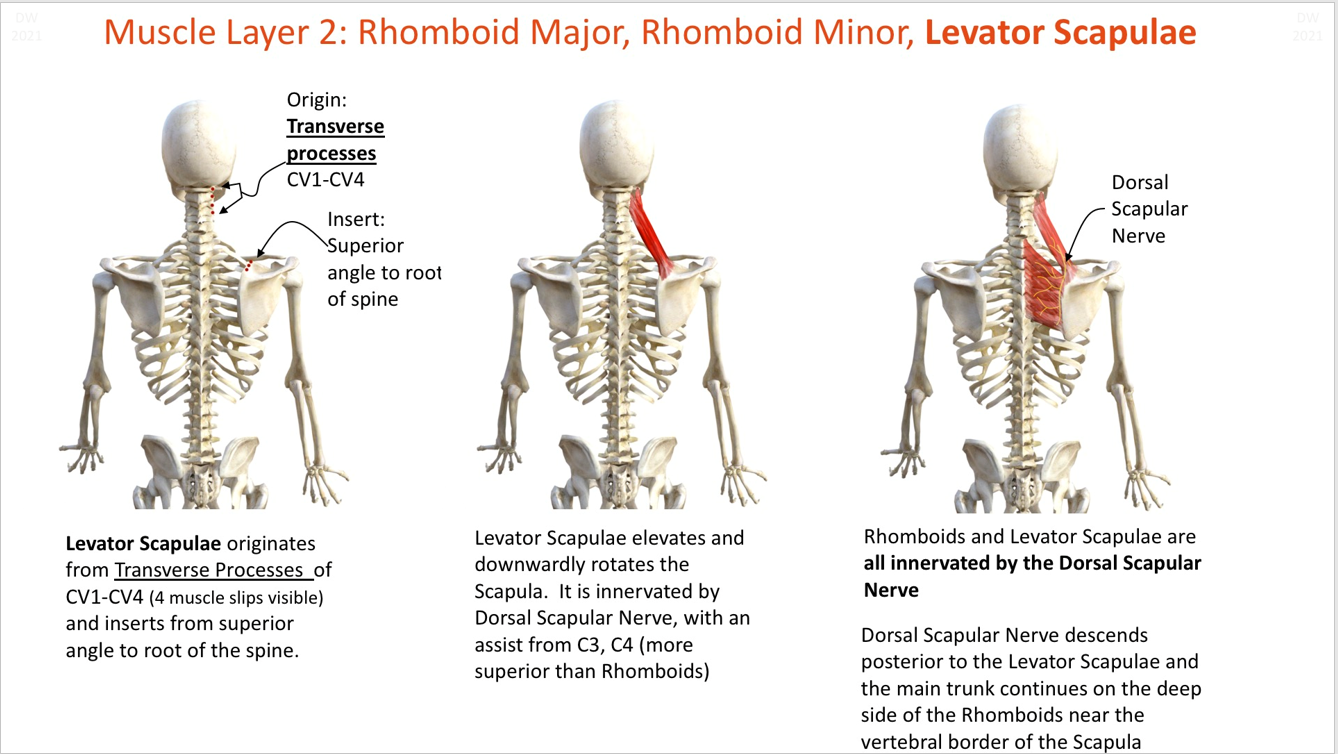 DW
2021
DW
2021
Muscle Layer 2: Rhomboid Major, Rhomboid Minor, Levator Scapulae
Origin:
Transverse
processes
CV1-CV4
Insert:
Superior
angle to root
of spine
Dorsal
Scapular
Nerve
Levator Scapulae originates
from Transverse Processes of
CV1-CV4 (4 muscle slips visible)
and inserts from superior
angle to root of the spine.
Levator Scapulae elevates and
downwardly rotates the
Scapula. It is innervated by
Dorsal Scapular Nerve, with an
assist from C3, C4 (more
superior than Rhomboids)
Rhomboids and Levator Scapulae are
all innervated by the Dorsal Scapular
Nerve
Dorsal Scapular Nerve descends
posterior to the Levator Scapulae and
the main trunk continues on the deep
side of the Rhomboids near the
vertebral border of the Scapula